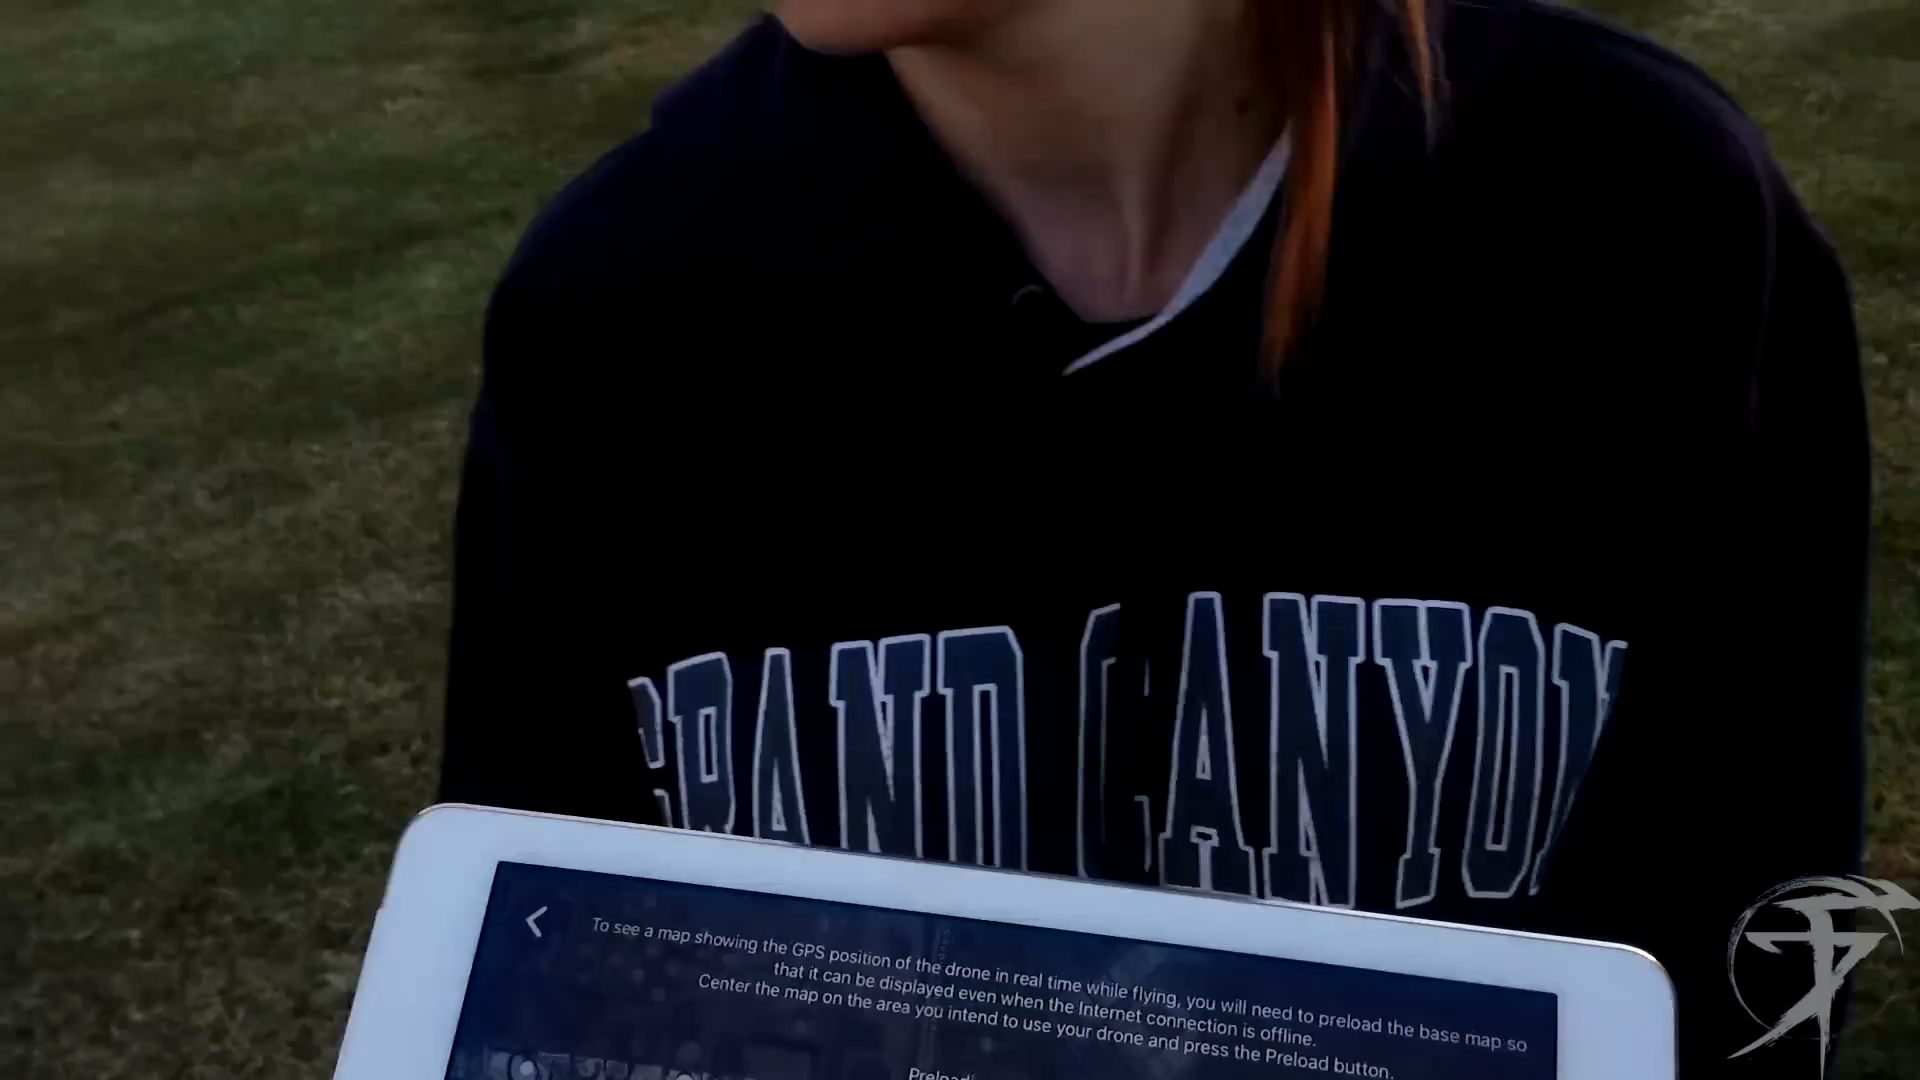 GRAND CANYON
To see a map showing the GPS position of the drone in real time while flying, you will need to preload the base map so
that it can be displayed even when the Internet connection is offline.
Center the map on the area you intend to use your drone and press the Preload button.